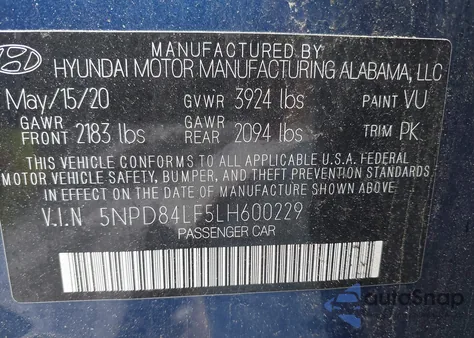 MANUFACTURED BY
HYUNDAI MOTOR MANUFACTURING ALABAMA, LLC
May/15/20 GVWR 3924 lbs PAINT VU
GAWR FRONT 2183 lbs GAWR REAR 2094 lbs TRIM PK
THIS VEHICLE CONFORMS TO ALL APPLICABLE U.S.A. FEDERAL
MOTOR VEHICLE SAFETY, BUMPER, AND THEFT PREVENTION STANDARDS
IN EFFECT ON THE DATE OF MANUFACTURE SHOWN ABOVE.
V.I.N 5NPD84LF5LH600229
PASSENGER CAR
autoSnap